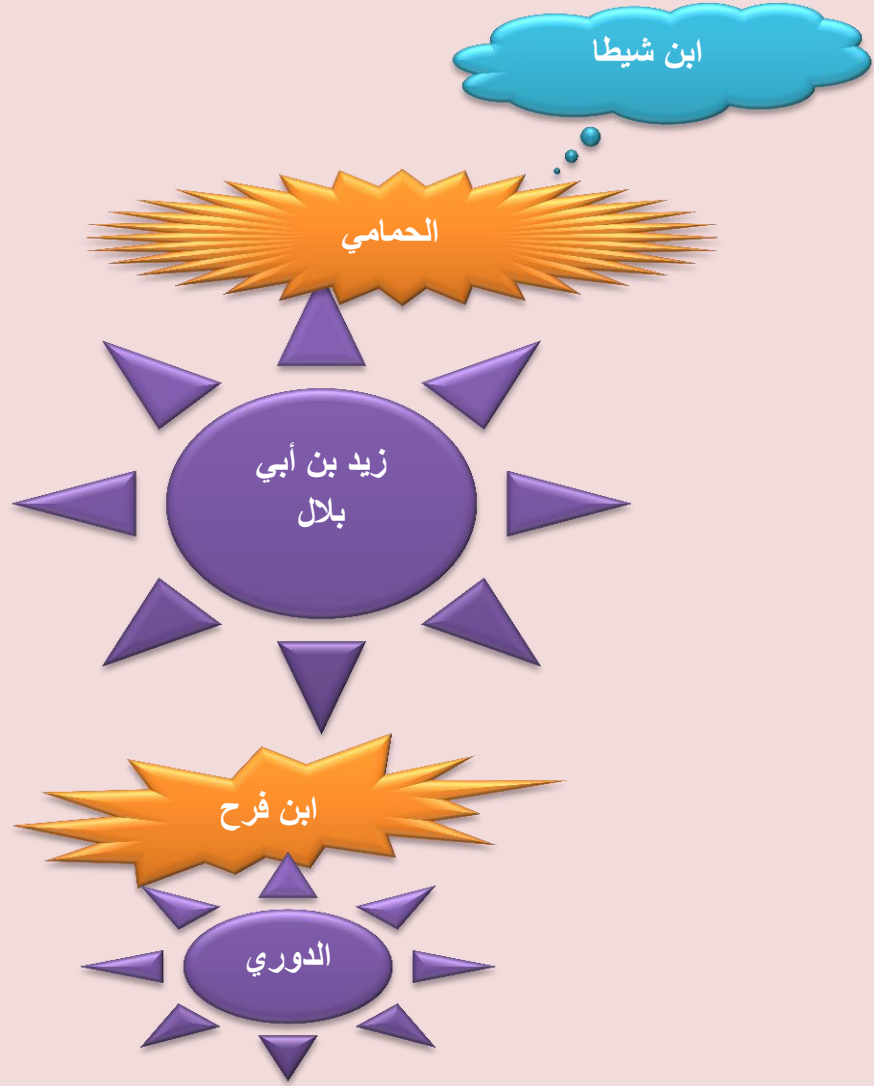 ابن شيطا
الحمامي
زيد بن أبي
بلال
ابن فرح
الدوري